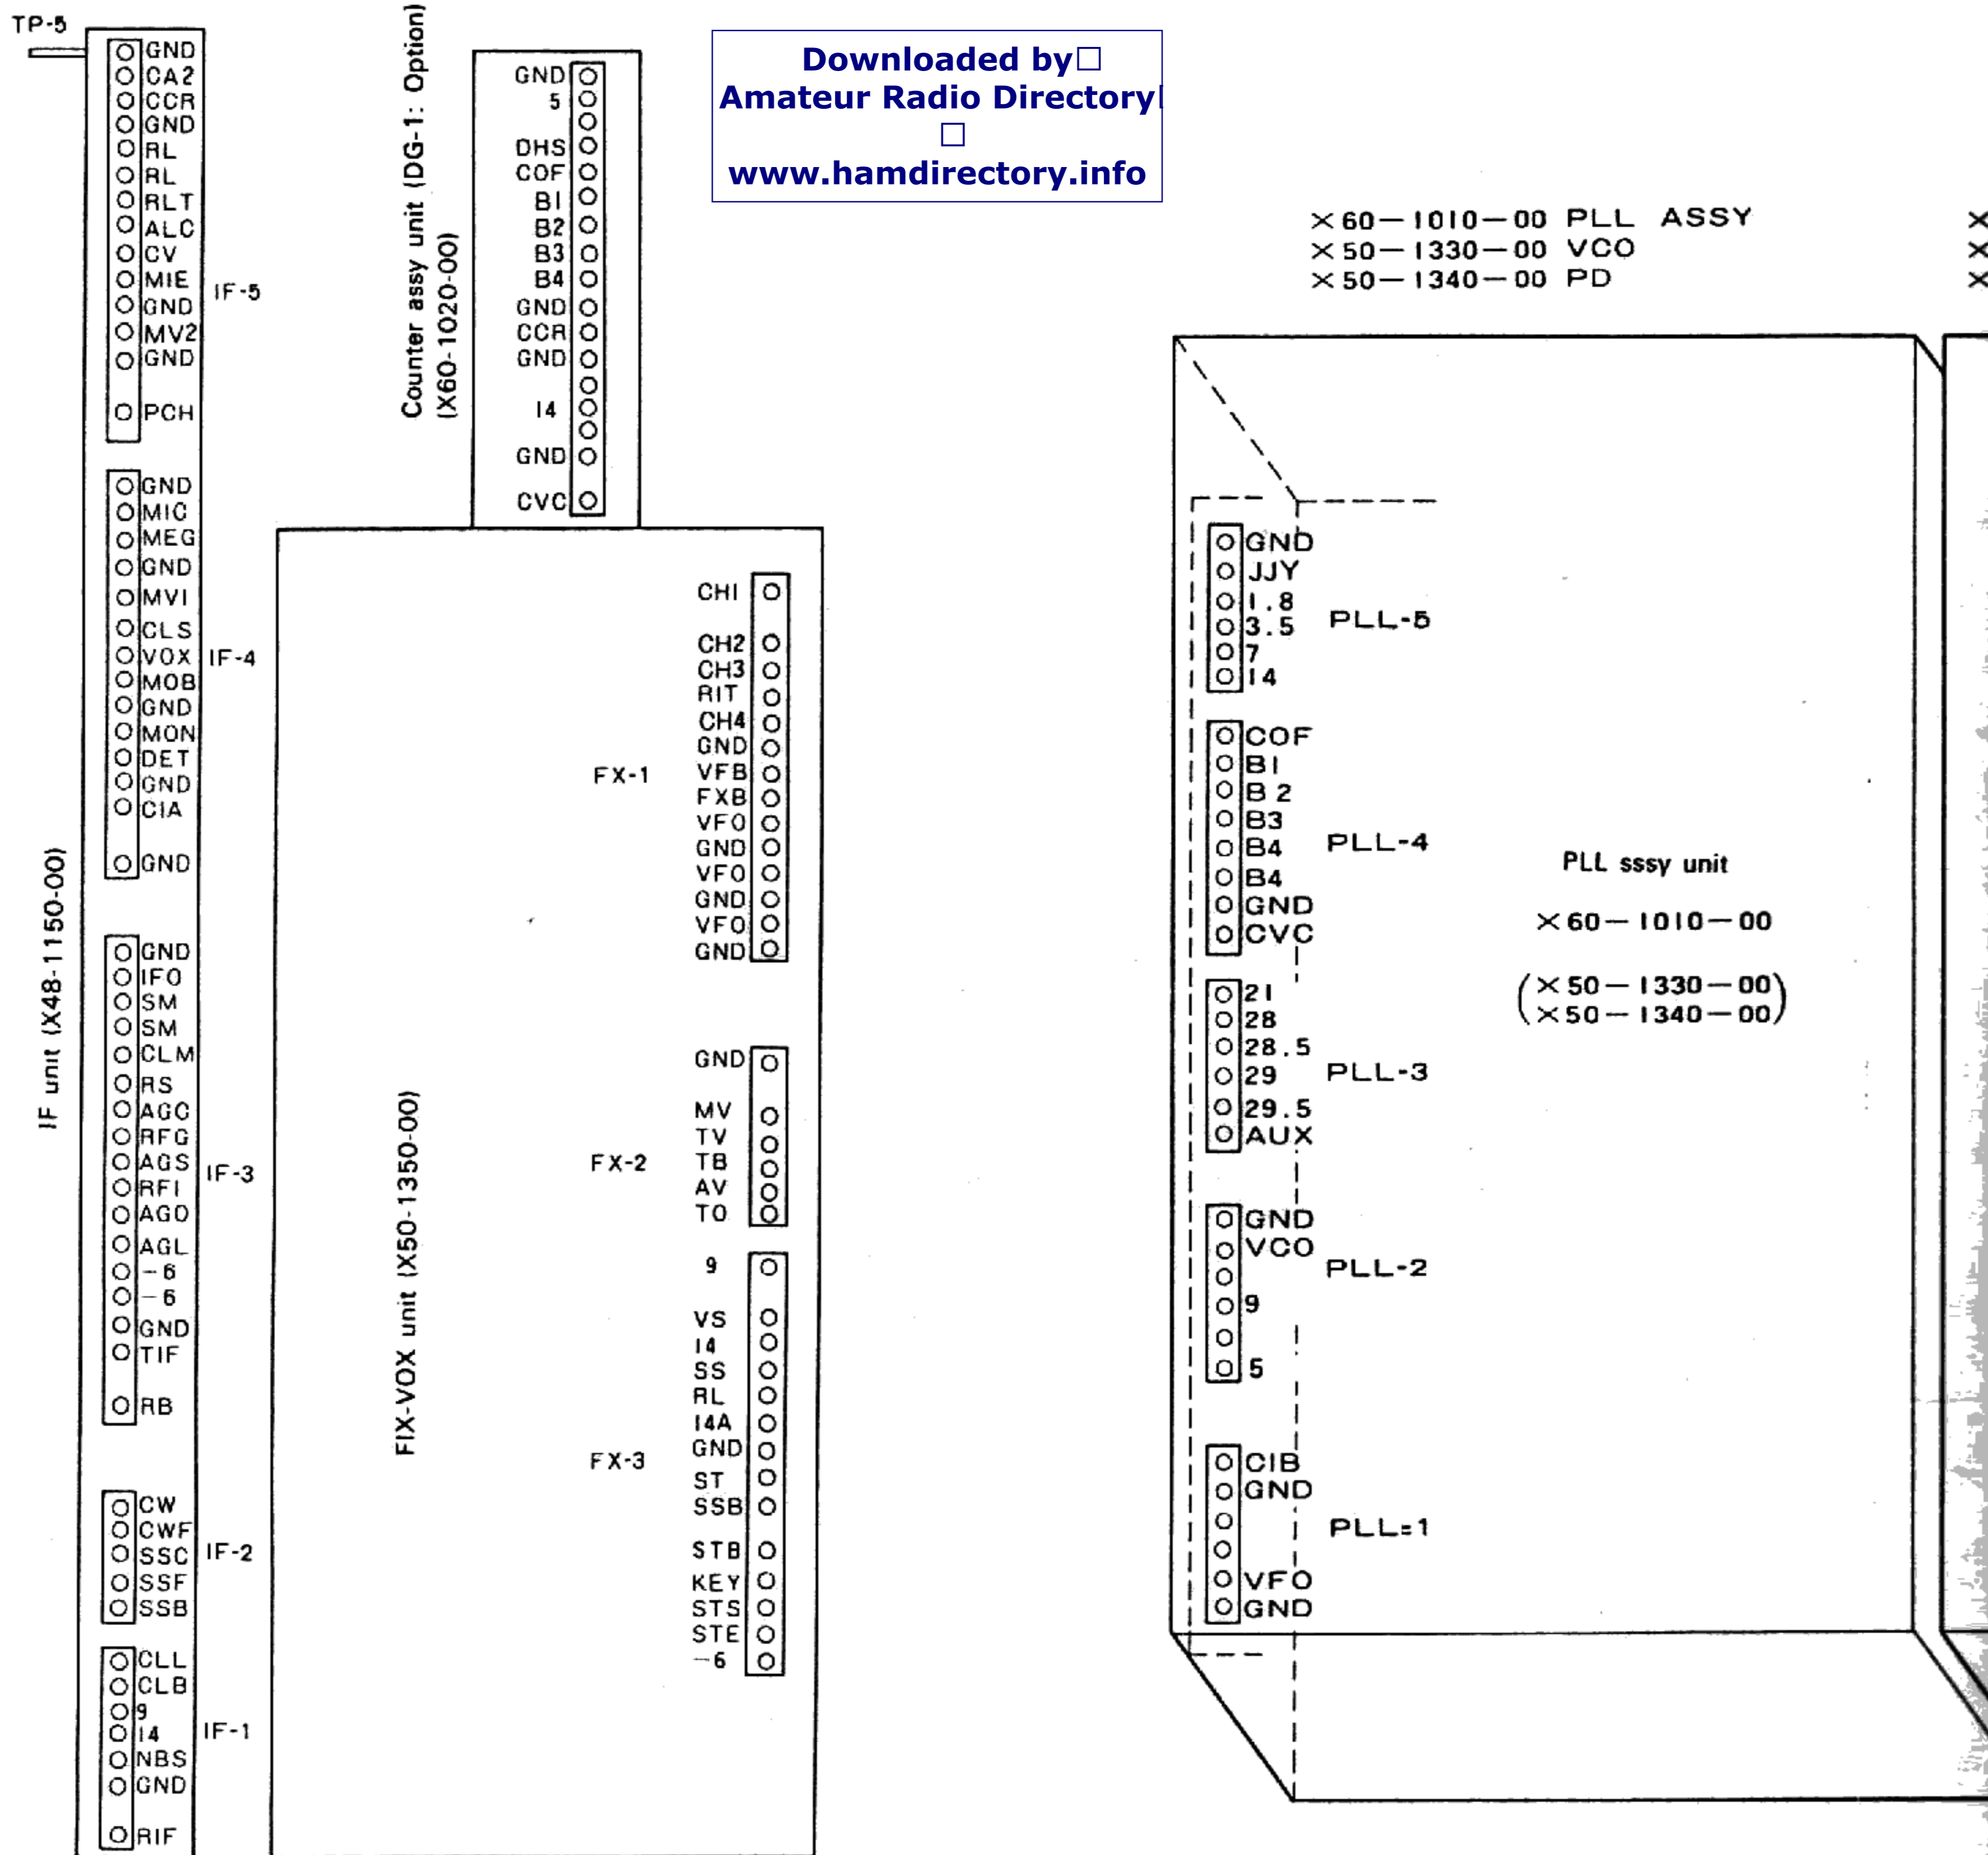 TP-5
GND
CA2
CCR
GND
RL
RL
RLT
ALC
CV
MIE
GND
MV2
GND
PCH
IF-5
GND
MIC
MEG
GND
MVI
CLS
VOX
MOB
GND
MON
DET
GND
CIA
GND
IF-4
IF unit (X48-1150-00)
GND
IFO
SM
SM
CLM
RS
AGC
RFG
AGS
RFI
AGO
AGL
-6
-6
GND
TIF
RB
IF-3
CW
CWF
SSC
SSF
SSB
IF-2
CLL
CLB
9
14
NBS
GND
RIF
IF-1
Counter assy unit (DG-1: Option)
(X60-1020-00)
GND
5
DHS
COF
B1
B2
B3
B4
GND
CCR
GND
14
GND
CVC
FIX-VOX unit (X50-1350-00)
FX-1
CH1
CH2
CH3
RIT
CH4
GND
VFB
FXB
VFO
GND
VFO
GND
VFO
GND
FX-2
GND
MV
TV
TB
AV
TO
FX-3
9
VS
14
SS
RL
14A
GND
ST
SSB
STB
KEY
STS
STE
-6
Downloaded by
Amateur Radio Directory
www.hamdirectory.info
X60-1010-00 PLL ASSY
X50-1330-00 VCO
X50-1340-00 PD
X
X
X
GND
JJY
1.8
3.5
7
14
PLL-5
COF
B1
B2
B3
B4
B4
GND
CVC
PLL-4
21
28
28.5
29
29.5
AUX
PLL-3
GND
VCO
9
5
PLL-2
CIB
GND
VFO
GND
PLL=1
PLL sssy unit
X60-1010-00
(X50-1330-00
X50-1340-00)